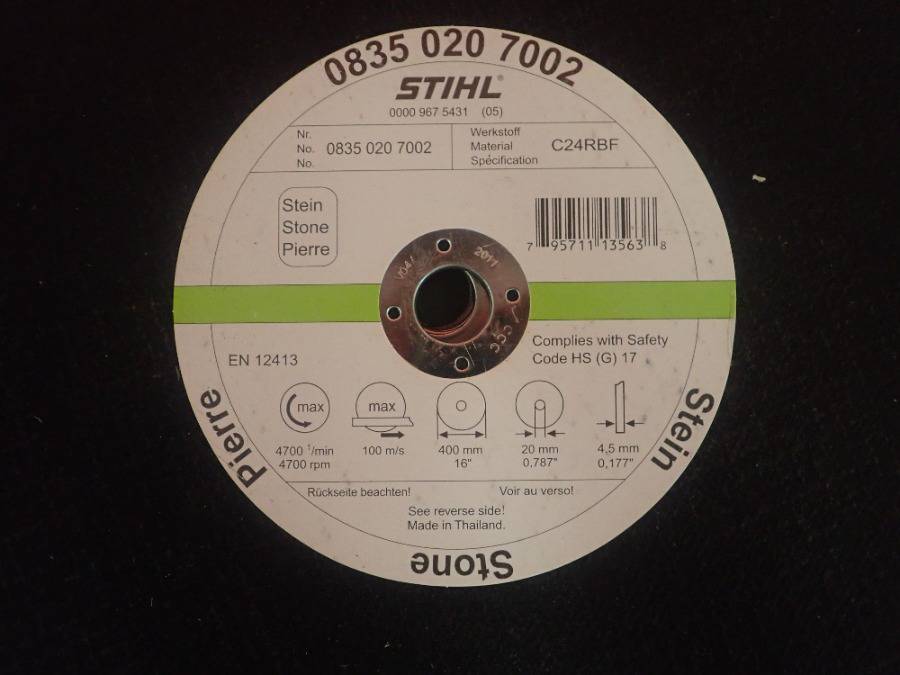 0835 020 7002
STIHL®
0000 967 5431 (05)
Nr.
No. 0835 020 7002
No.
Werkstoff
Material C24RBF
Spécification
Stein
Stone
Pierre
7 95711 13563 8
V04/ 2011
EN 12413
Complies with Safety
Code HS (G) 17
max
4700 1/min
4700 rpm
max
100 m/s
400 mm
16"
20 mm
0,787"
4,5 mm
0,177"
Rückseite beachten! Voir au verso!
See reverse side!
Made in Thailand.
Pierre
Stone
Stein